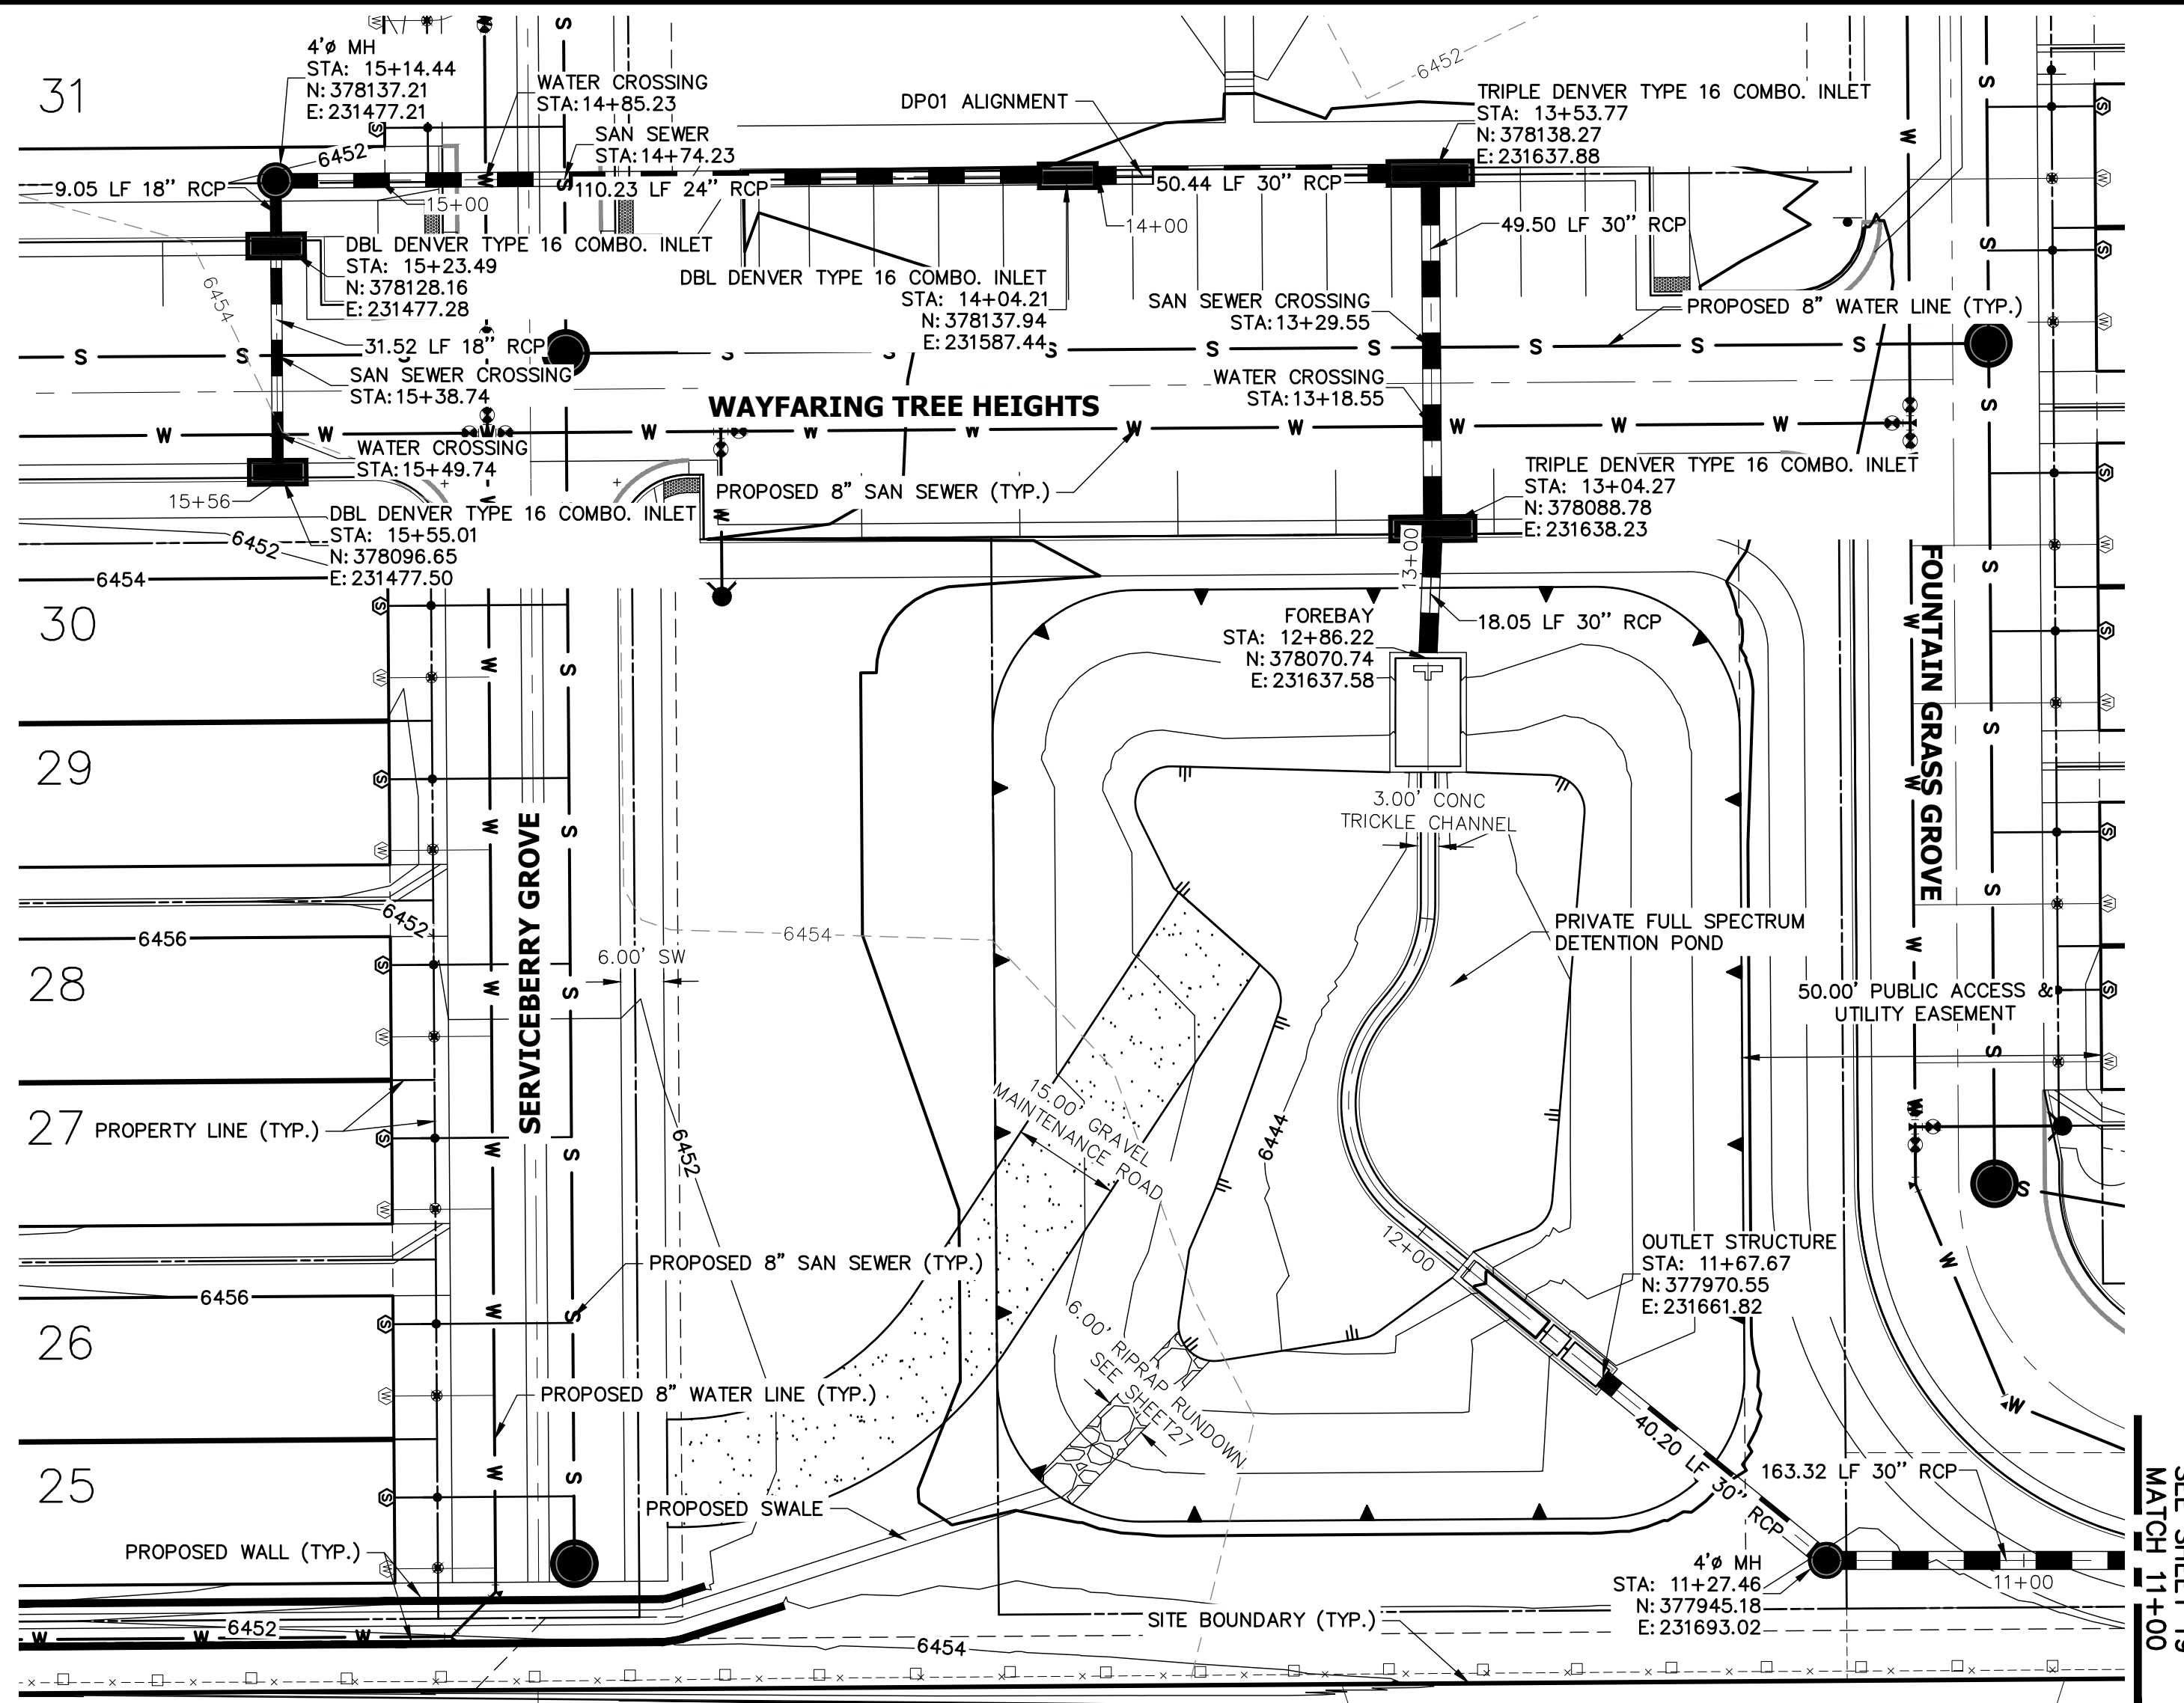 31
4'ø MH
STA: 15+14.44
N: 378137.21
E: 231477.21
WATER CROSSING
STA:14+85.23
SAN SEWER
STA:14+74.23
DP01 ALIGNMENT
6452
TRIPLE DENVER TYPE 16 COMBO. INLET
STA: 13+53.77
N: 378138.27
E: 231637.88
6452
9.05 LF 18" RCP
15+00
110.23 LF 24" RCP
50.44 LF 30" RCP
14+00
49.50 LF 30" RCP
DBL DENVER TYPE 16 COMBO. INLET
STA: 15+23.49
N: 378128.16
E: 231477.28
6454
DBL DENVER TYPE 16 COMBO. INLET
STA: 14+04.21
N: 378137.94
E: 231587.44
SAN SEWER CROSSING
STA:13+29.55
PROPOSED 8" WATER LINE (TYP.)
31.52 LF 18" RCP
SAN SEWER CROSSING
STA:15+38.74
WATER CROSSING
STA:13+18.55
WAYFARING TREE HEIGHTS
WATER CROSSING
STA:15+49.74
15+56
PROPOSED 8" SAN SEWER (TYP.)
TRIPLE DENVER TYPE 16 COMBO. INLET
STA: 13+04.27
N: 378088.78
E: 231638.23
DBL DENVER TYPE 16 COMBO. INLET
STA: 15+55.01
N: 378096.65
E: 231477.50
6452
6454
13+00
FOUNTAIN GRASS GROVE
30
FOREBAY
STA: 12+86.22
N: 378070.74
E: 231637.58
18.05 LF 30" RCP
29
3.00' CONC
TRICKLE CHANNEL
SERVICEBERRY GROVE
6452
6456
6454
6.00' SW
PRIVATE FULL SPECTRUM
DETENTION POND
28
50.00' PUBLIC ACCESS &
UTILITY EASEMENT
27
PROPERTY LINE (TYP.)
6452
15.00' GRAVEL
MAINTENANCE ROAD
6444
12+00
PROPOSED 8" SAN SEWER (TYP.)
OUTLET STRUCTURE
STA: 11+67.67
N: 377970.55
E: 231661.82
6456
26
6.00' RIPRAP RUNDOWN
SEE SHEET27
PROPOSED 8" WATER LINE (TYP.)
40.20 LF 30" RCP
163.32 LF 30" RCP
25
PROPOSED SWALE
PROPOSED WALL (TYP.)
4'ø MH
STA: 11+27.46
N: 377945.18
E: 231693.02
11+00
SITE BOUNDARY (TYP.)
6452
6454
SEE SHEET 19
MATCH 11+00